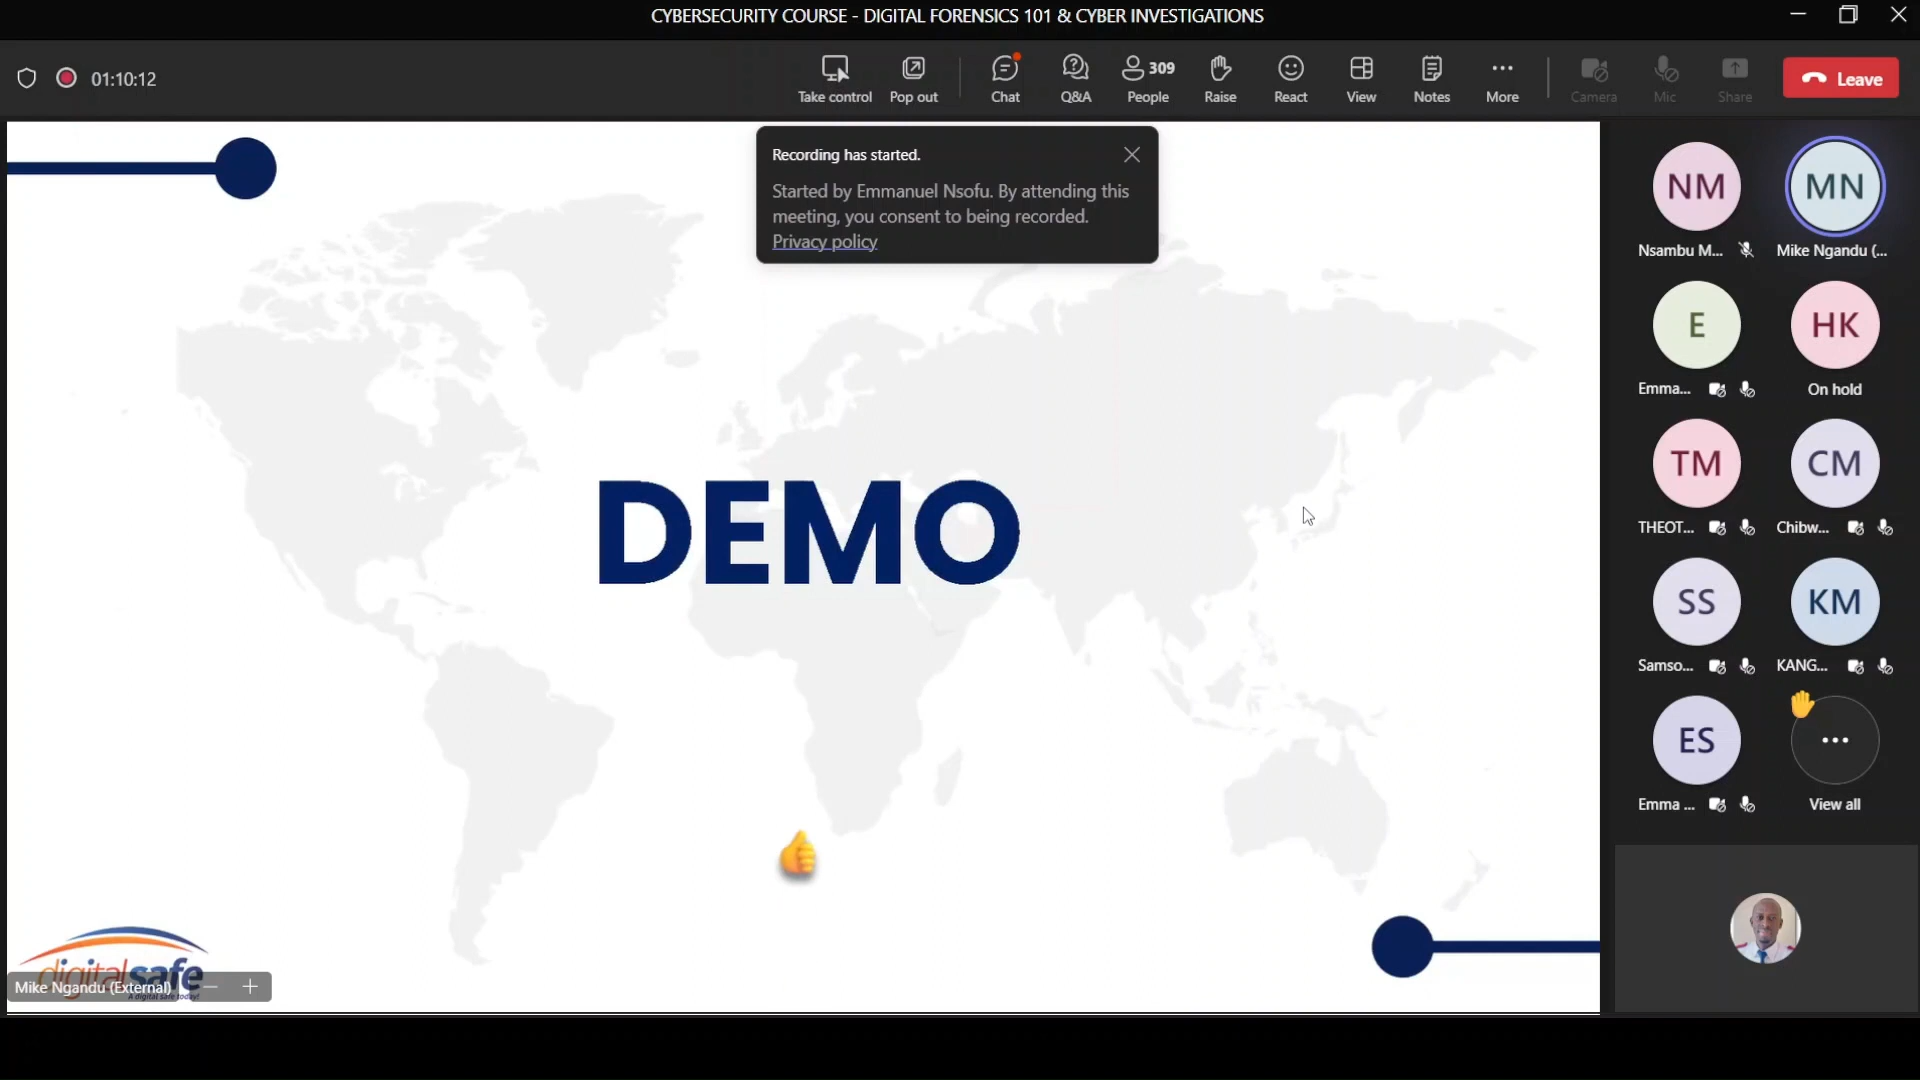 CYBERSECURITY COURSE - DIGITAL FORENSICS 101 & CYBER INVESTIGATIONS
01:10:12
Take control
Pop out
Chat
Q&A
309
People
Raise
React
View
Notes
More
Camera
Mic
Share
Leave
Recording has started.
Started by Emmanuel Nsofu. By attending this
meeting, you consent to being recorded.
Privacy policy
NM
MN
Nsambu M...
Mike Ngandu (...
E
HK
Emma...
On hold
TM
CM
THEOT...
Chibw...
SS
KM
Samso...
KANG...
ES
Emma ...
View all
DEMO
digitalsafe
A digital safe today!
Mike Ngandu (External)